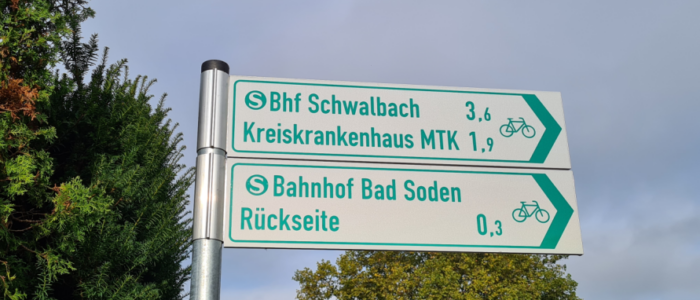 S Bhf Schwalbach 3,6
Kreiskrankenhaus MTK 1,9
S Bahnhof Bad Soden
Rückseite 0,3